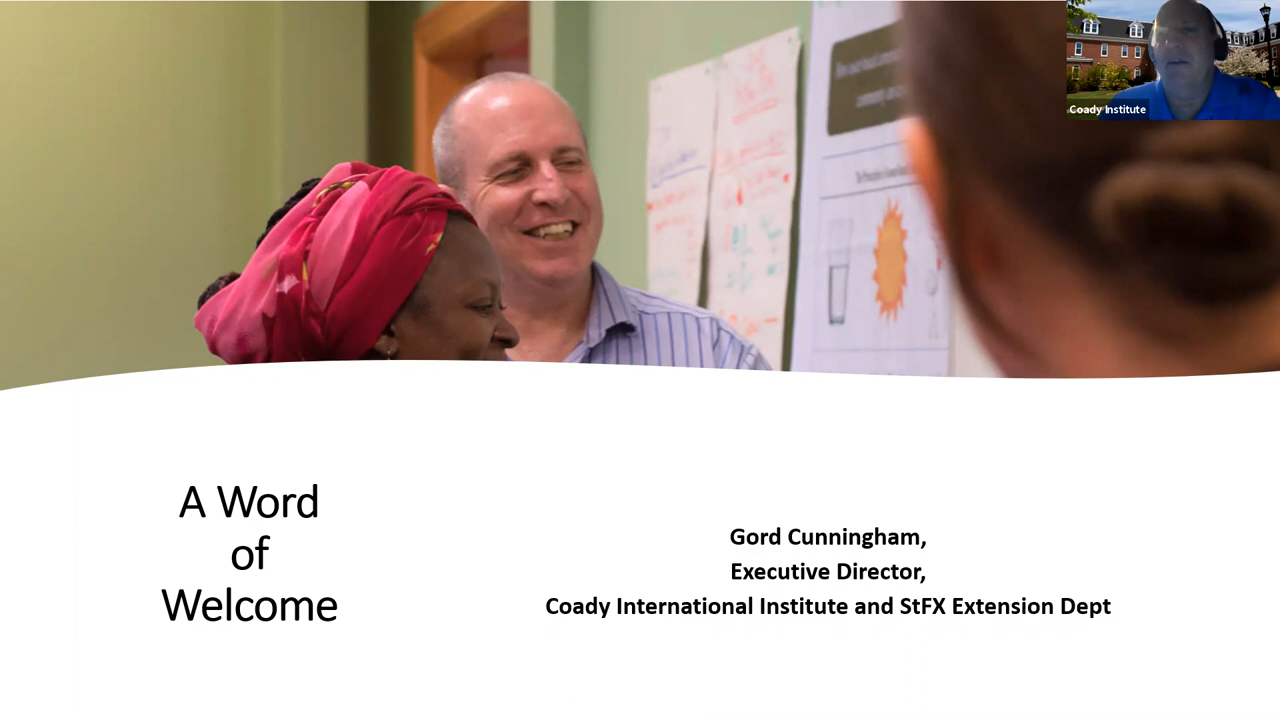 Coady Institute
A Word
of
Welcome
Gord Cunningham,
Executive Director,
Coady International Institute and StFX Extension Dept